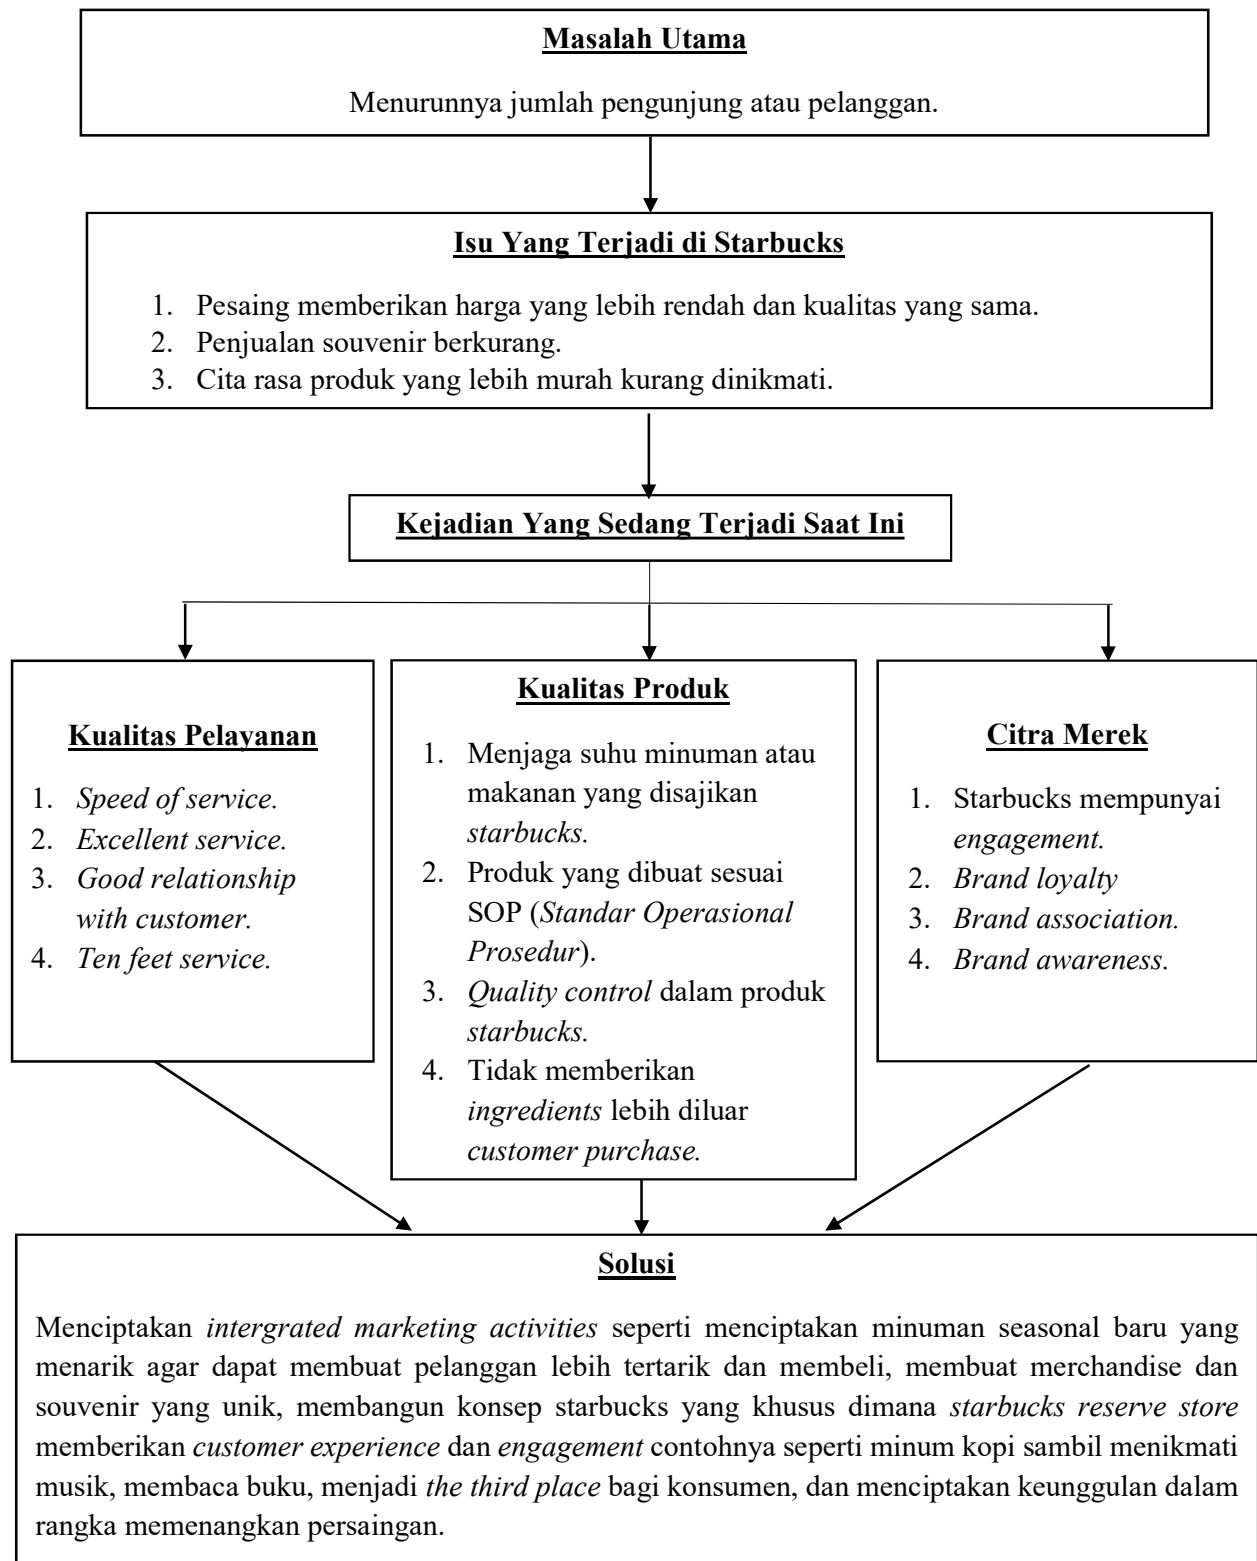 Masalah Utama
Menurunnya jumlah pengunjung atau pelanggan.
Isu Yang Terjadi di Starbucks
1. Pesaing memberikan harga yang lebih rendah dan kualitas yang sama.
2. Penjualan souvenir berkurang.
3. Cita rasa produk yang lebih murah kurang dinikmati.
Kejadian Yang Sedang Terjadi Saat Ini
Kualitas Pelayanan
1. Speed of service.
2. Excellent service.
3. Good relationship
with customer.
4. Ten feet service.
Kualitas Produk
1. Menjaga suhu minuman atau
makanan yang disajikan
starbucks.
2. Produk yang dibuat sesuai
SOP (Standar Operasional
Prosedur).
3. Quality control dalam produk
starbucks.
4. Tidak memberikan
ingredients lebih diluar
customer purchase.
Citra Merek
1. Starbucks mempunyai
engagement.
2. Brand loyalty
3. Brand association.
4. Brand awareness.
Solusi
Menciptakan intergrated marketing activities seperti menciptakan minuman seasonal baru yang
menarik agar dapat membuat pelanggan lebih tertarik dan membeli, membuat merchandise dan
souvenir yang unik, membangun konsep starbucks yang khusus dimana starbucks reserve store
memberikan customer experience dan engagement contohnya seperti minum kopi sambil menikmati
musik, membaca buku, menjadi the third place bagi konsumen, dan menciptakan keunggulan dalam
rangka memenangkan persaingan.